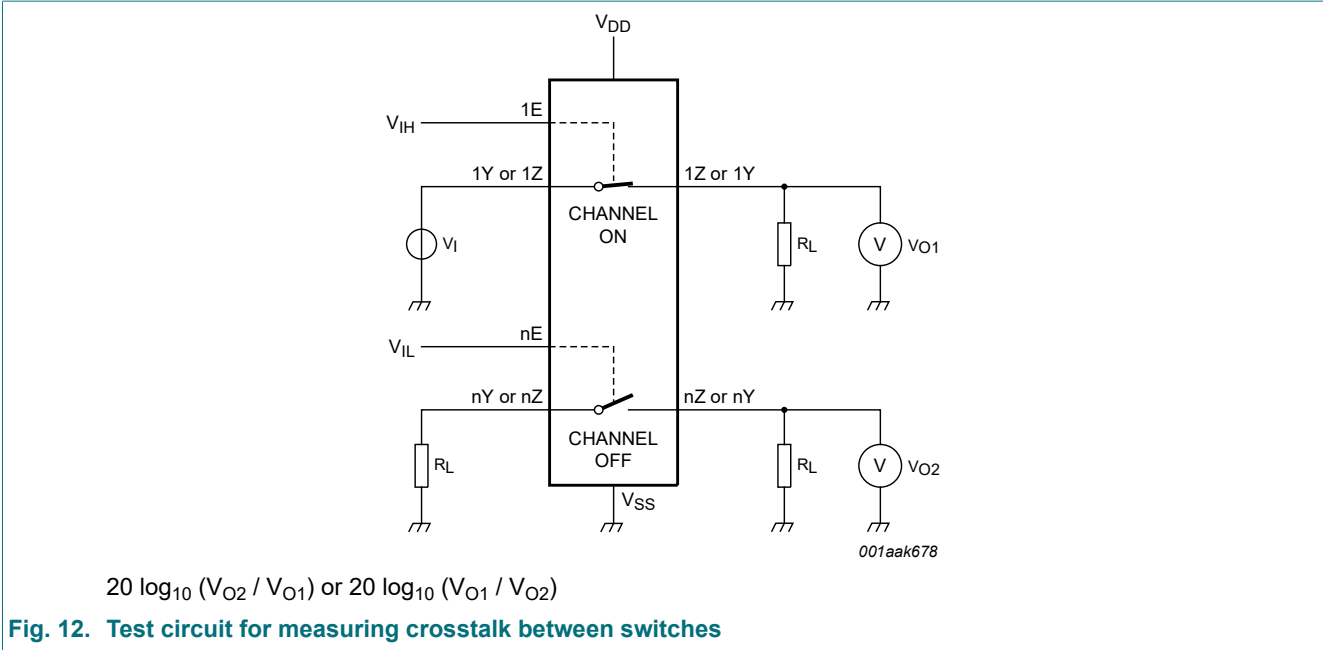 VDD
1E
VIH
1Y or 1Z
1Z or 1Y
CHANNEL
ON
VI
RL
V
VO1
nE
VIL
nY or nZ
nZ or nY
CHANNEL
OFF
RL
RL
V
VO2
VSS
001aak678
20 log10 (VO2 / VO1) or 20 log10 (VO1 / VO2)
Fig. 12. Test circuit for measuring crosstalk between switches